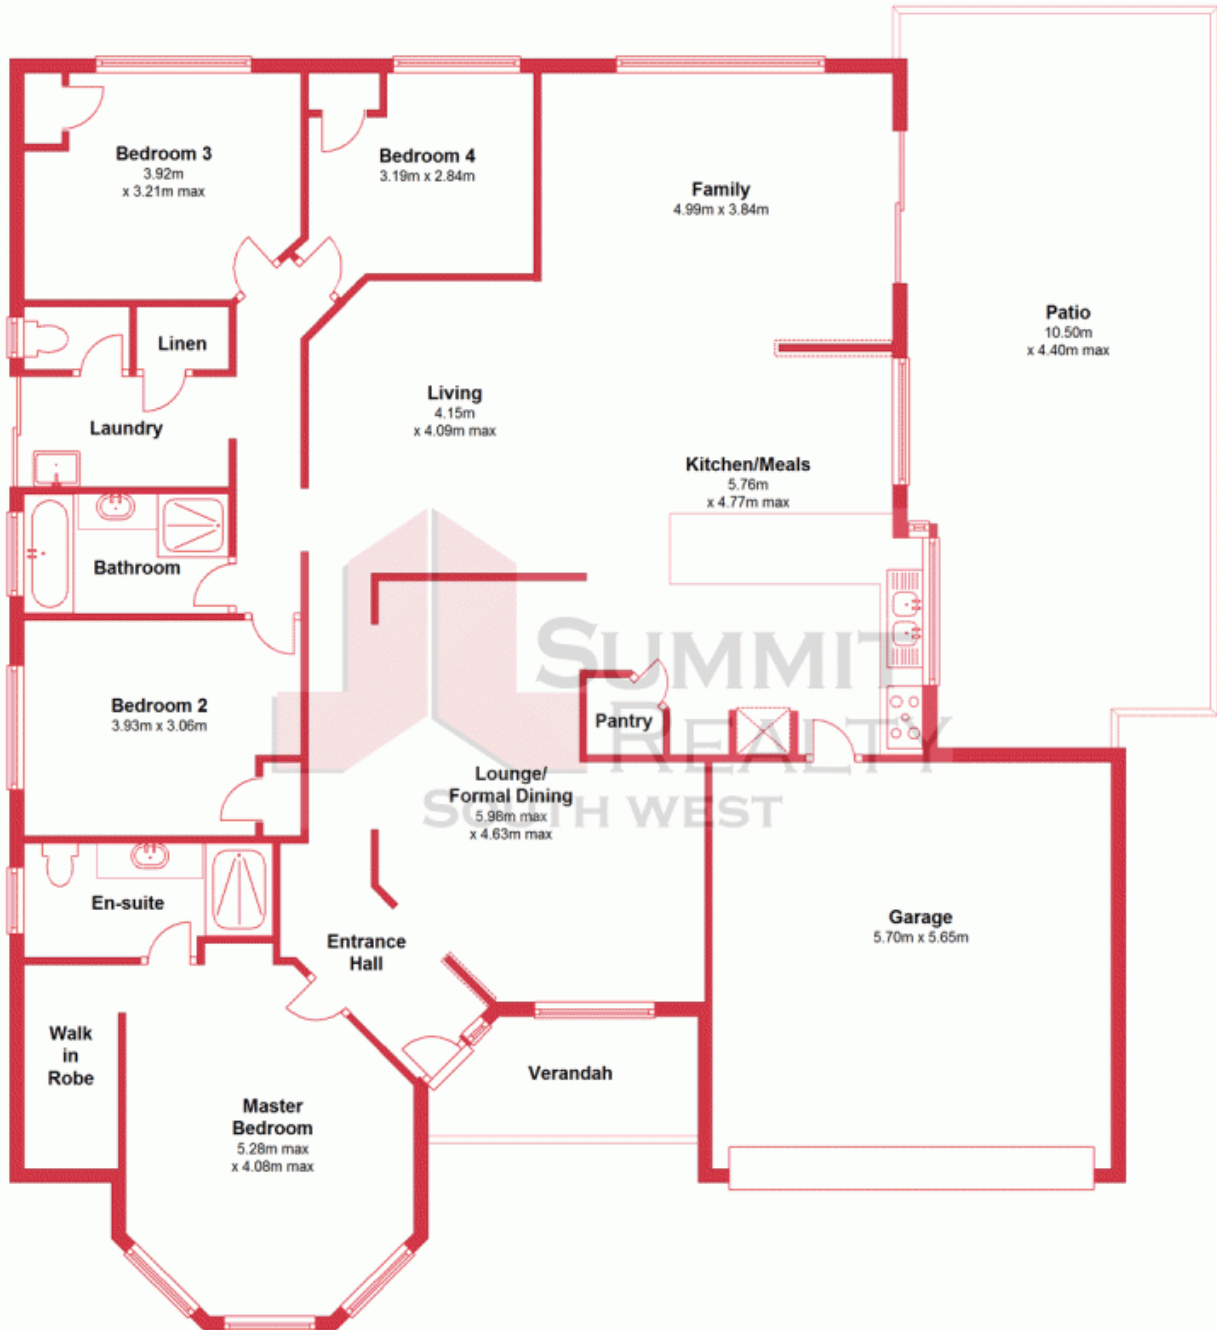 Bedroom 3
3.92m
x 3.21m max
Bedroom 4
3.19m x 2.84m
Family
4.99m x 3.84m
Patio
10.50m
x 4.40m max
Linen
Living
4.15m
x 4.09m max
Laundry
Kitchen/Meals
5.76m
x 4.77m max
Bathroom
SUMMIT
REALTY
SOUTH WEST
Bedroom 2
3.93m x 3.06m
Pantry
Lounge/
Formal Dining
5.98m max
x 4.63m max
En-suite
Entrance
Hall
Garage
5.70m x 5.65m
Walk
in
Robe
Verandah
Master
Bedroom
5.28m max
x 4.08m max